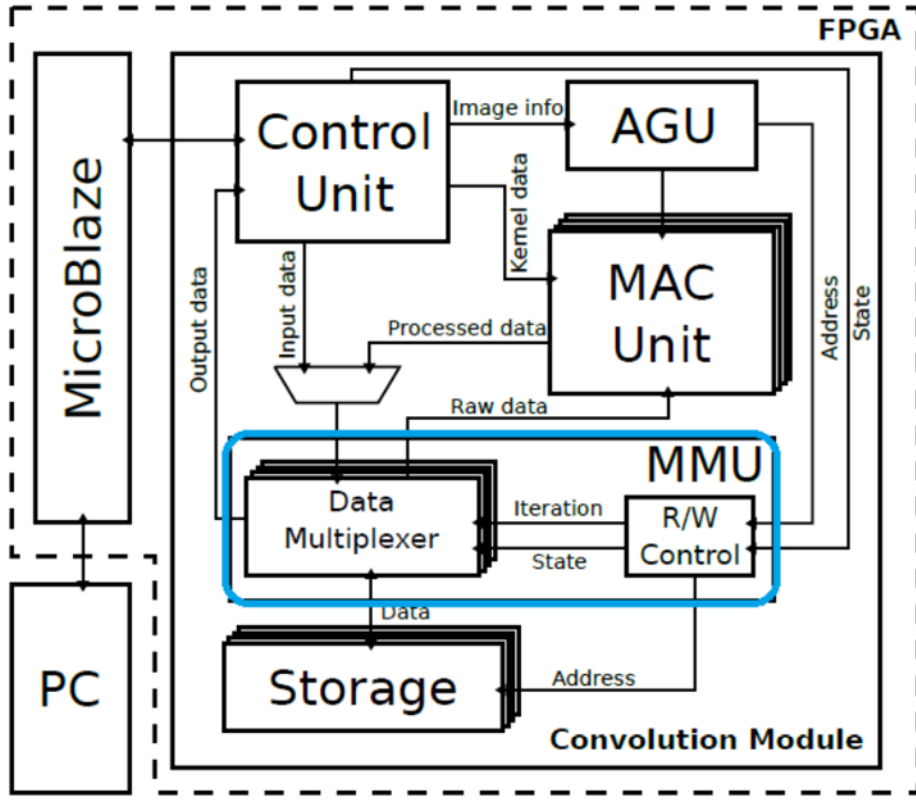 FPGA
MicroBlaze
Control
Unit
Image info
AGU
Kernel data
MAC
Unit
Address
State
Output data
Input data
Processed data
Raw data
MMU
Data
Multiplexer
Iteration
State
R/W
Control
Data
Storage
Address
PC
Convolution Module